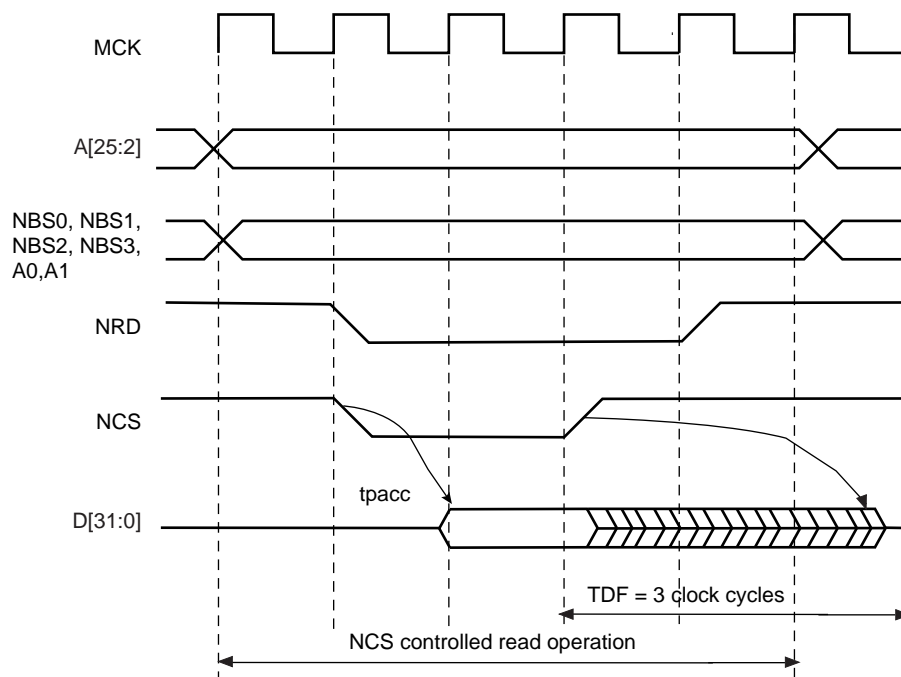 MCK
A[25:2]
NBS0, NBS1,
NBS2, NBS3,
A0,A1
NRD
NCS
tpacc
D[31:0]
TDF = 3 clock cycles
NCS controlled read operation